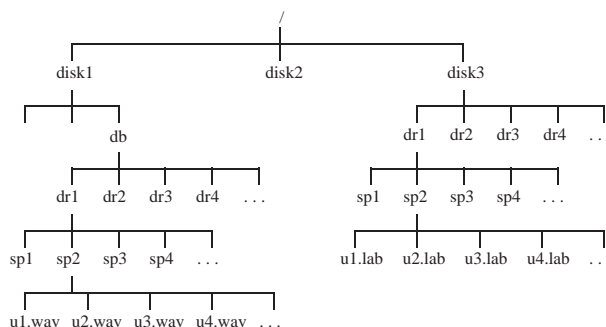 /
disk1 disk2 disk3
db dr1 dr2 dr3 dr4 . .
dr1 dr2 dr3 dr4 . . . sp1 sp2 sp3 sp4 . . .
sp1 sp2 sp3 sp4 . . . u1.lab u2.lab u3.lab u4.lab . . .
u1.wav u2.wav u3.wav u4.wav . . .